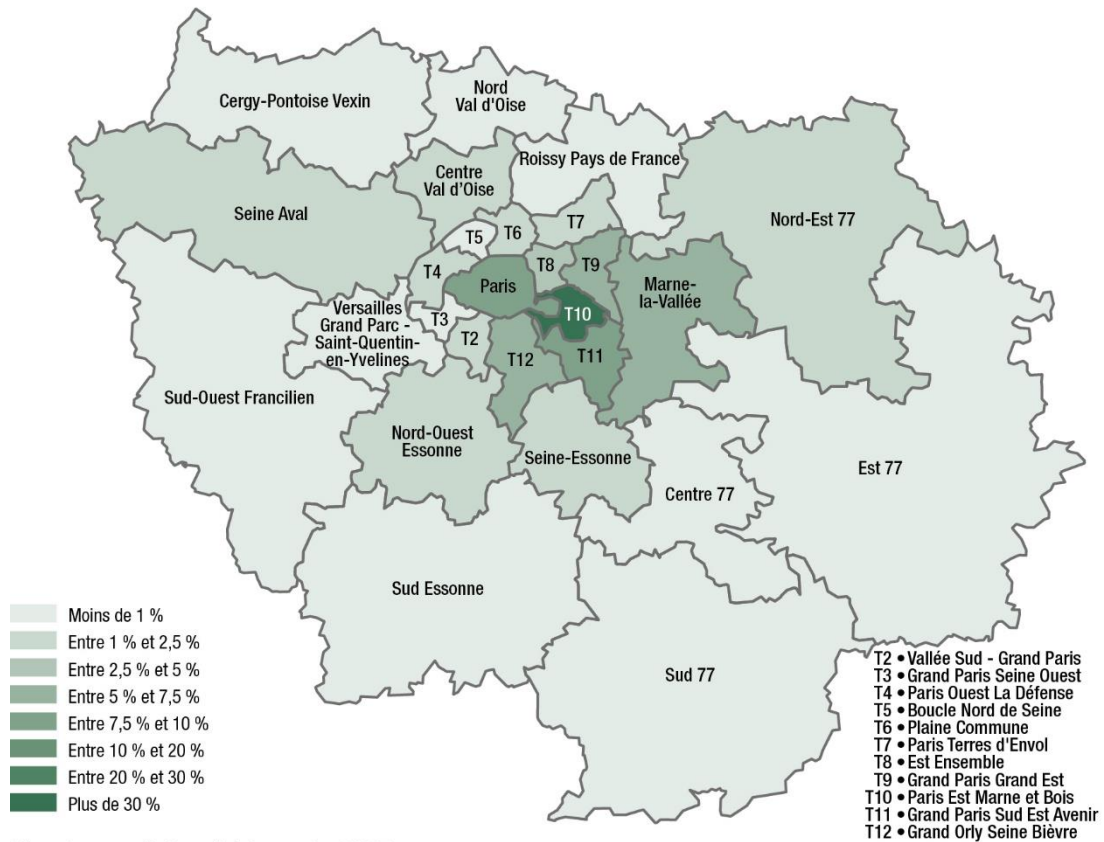 Cergy-Pontoise Vexin
Nord
Val d'Oise
Roissy Pays de France
Centre
Val d'Oise
Seine Aval
Nord-Est 77
T7
T6
T5
T8
T9
T4
Paris
Marne-
la-Vallée
Versailles
Grand Parc -
Saint-Quentin-
en-Yvelines
T3
T10
T2
T12
T11
Sud-Ouest Francilien
Nord-Ouest
Essonne
Seine-Essonne
Est 77
Centre 77
Sud Essonne
Sud 77
Moins de 1 %
Entre 1 % et 2,5 %
Entre 2,5 % et 5 %
Entre 5 % et 7,5 %
Entre 7,5 % et 10 %
Entre 10 % et 20 %
Entre 20 % et 30 %
Plus de 30 %
T2 • Vallée Sud - Grand Paris
T3 • Grand Paris Seine Ouest
T4 • Paris Ouest La Défense
T5 • Boucle Nord de Seine
T6 • Plaine Commune
T7 • Paris Terres d'Envol
T8 • Est Ensemble
T9 • Grand Paris Grand Est
T10 • Paris Est Marne et Bois
T11 • Grand Paris Sud Est Avenir
T12 • Grand Orly Seine Bièvre